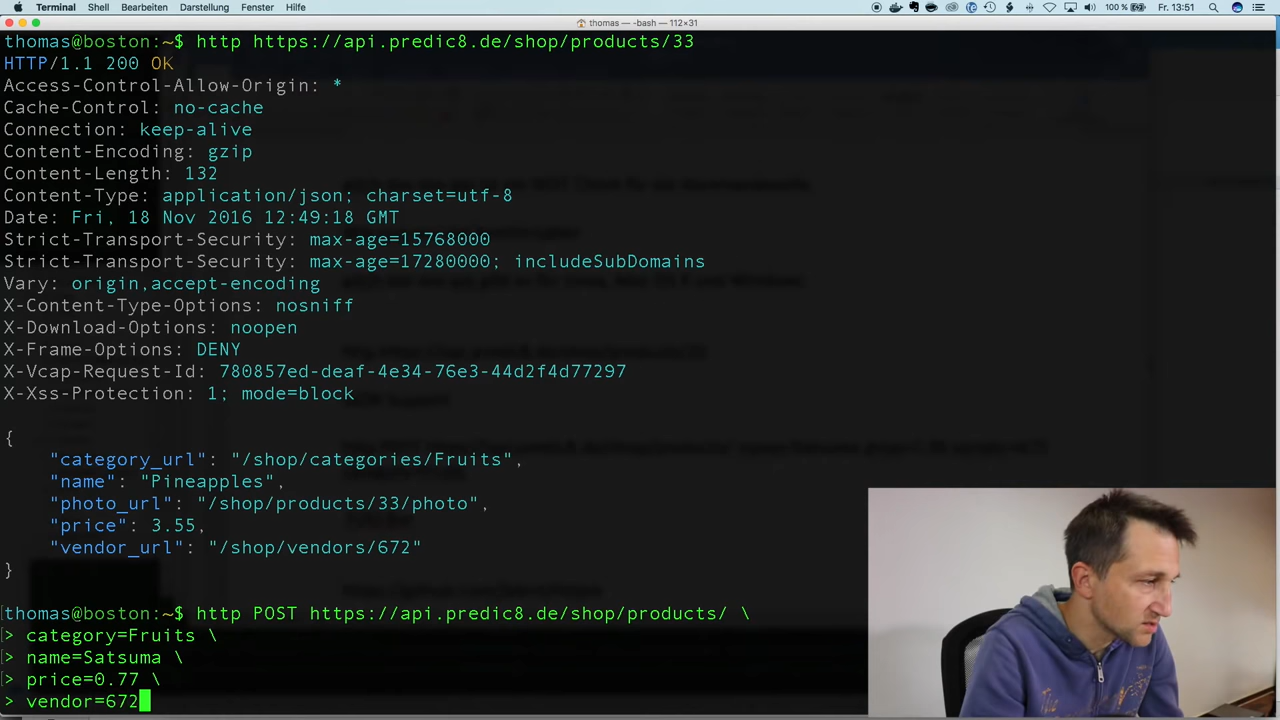 Terminal Shell Bearbeiten Darstellung Fenster Hilfe 100 % Fr. 13:51
thomas — -bash — 112×31
thomas@boston:~$ http https://api.predic8.de/shop/products/33
HTTP/1.1 200 OK
Access-Control-Allow-Origin: *
Cache-Control: no-cache
Connection: keep-alive
Content-Encoding: gzip
Content-Length: 132
Content-Type: application/json; charset=utf-8
Date: Fri, 18 Nov 2016 12:49:18 GMT
Strict-Transport-Security: max-age=15768000
Strict-Transport-Security: max-age=17280000; includeSubDomains
Vary: origin,accept-encoding
X-Content-Type-Options: nosniff
X-Download-Options: noopen
X-Frame-Options: DENY
X-Vcap-Request-Id: 780857ed-deaf-4e34-76e3-44d2f4d77297
X-Xss-Protection: 1; mode=block
{
"category_url": "/shop/categories/Fruits",
"name": "Pineapples",
"photo_url": "/shop/products/33/photo",
"price": 3.55,
"vendor_url": "/shop/vendors/672"
}
[thomas@boston:~$ http POST https://api.predic8.de/shop/products/ \
[> category=Fruits \
[> name=Satsuma \
[> price=0.77 \
> vendor=672